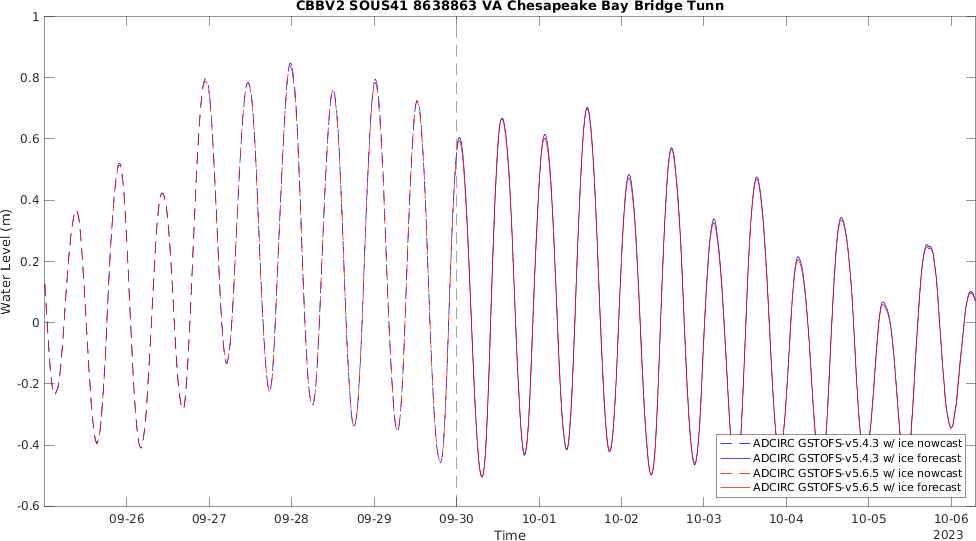 CBBV2 SOUS41 8638863 VA Chesapeake Bay Bridge Tunn
1
0.8
0.6
0.4
0.2
0
-0.2
-0.4
-0.6
Water Level (m)
ADCIRC GSTOFS-v5.4.3 w/ ice nowcast
ADCIRC GSTOFS-v5.4.3 w/ ice forecast
ADCIRC GSTOFS-v5.6.5 w/ ice nowcast
ADCIRC GSTOFS-v5.6.5 w/ ice forecast
09-26 09-27 09-28 09-29 09-30 10-01 10-02 10-03 10-04 10-05 10-06
Time
2023